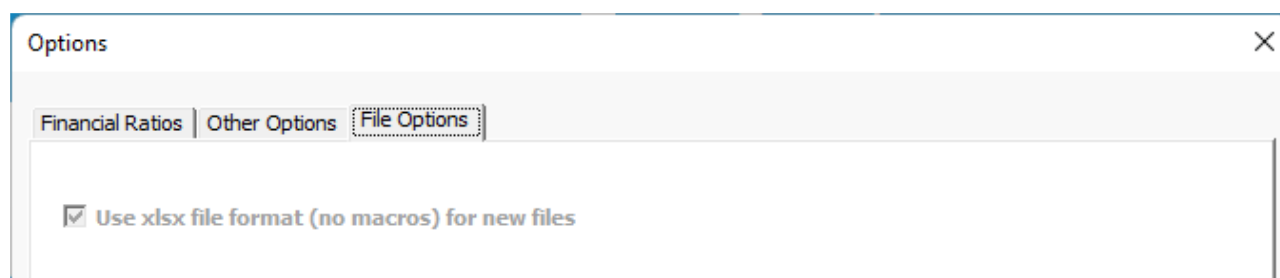 Options
Financial Ratios
Other Options
File Options
Use xlsx file format (no macros) for new files